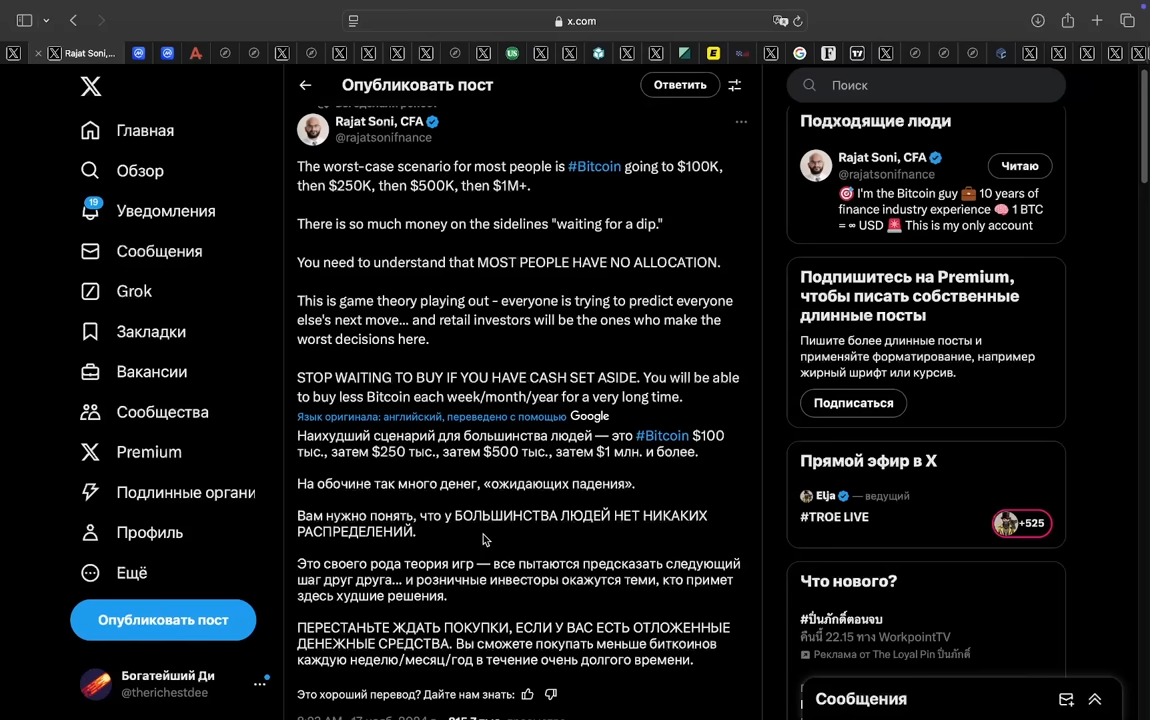 x.com
Rajat Soni,...
Главная
Обзор
19
Уведомления
Сообщения
Grok
Закладки
Вакансии
Сообщества
Premium
Подлинные органи
Профиль
Ещё
Опубликовать пост
Богатейший Ди
@therichestdee
Опубликовать пост
Ответить
Rajat Soni, CFA
@rajatsonifnance
The worst-case scenario for most people is #Bitcoin going to $100K,
then $250K, then $500K, then $1M+.
There is so much money on the sidelines "waiting for a dip."
You need to understand that MOST PEOPLE HAVE NO ALLOCATION.
This is game theory playing out - everyone is trying to predict everyone
else's next move... and retail investors will be the ones who make the
worst decisions here.
STOP WAITING TO BUY IF YOU HAVE CASH SET ASIDE. You will be able
to buy less Bitcoin each week/month/year for a very long time.
Язык оригинала: английский, переведено с помощью Google
Наихудший сценарий для большинства людей — это #Bitcoin $100
тыс., затем $250 тыс., затем $500 тыс., затем $1 млн. и более.
На обочине так много денег, «ожидающих падения».
Вам нужно понять, что у БОЛЬШИНСТВА ЛЮДЕЙ НЕТ НИКАКИХ
РАСПРЕДЕЛЕНИЙ.
Это своего рода теория игр — все пытаются предсказать следующий
шаг друг друга... и розничные инвесторы окажутся теми, кто примет
здесь худшие решения.
ПЕРЕСТАНЬТЕ ЖДАТЬ ПОКУПКИ, ЕСЛИ У ВАС ЕСТЬ ОТЛОЖЕННЫЕ
ДЕНЕЖНЫЕ СРЕДСТВА. Вы сможете покупать меньше биткоинов
каждую неделю/месяц/год в течение очень долгого времени.
Это хороший перевод? Дайте нам знать:
Поиск
Подходящие люди
Rajat Soni, CFA
@rajatsonifnance
Читаю
🎯 I'm the Bitcoin guy 💼 10 years of
finance industry experience 🧠 1 BTC
= ∞ USD 🚨 This is my only account
Подпишитесь на Premium,
чтобы писать собственные
длинные посты
Пишите более длинные посты и
применяйте форматирование, например
жирный шрифт или курсив.
Подписаться
Прямой эфир в X
Elja — ведущий
#TROE LIVE
+525
Что нового?
#ปิ่นภักดิ์ตอนจบ
คืนนี้ 22.15 ทาง WorkpointTV
Реклама от The Loyal Pin ปิ่นภักดิ์
Сообщения